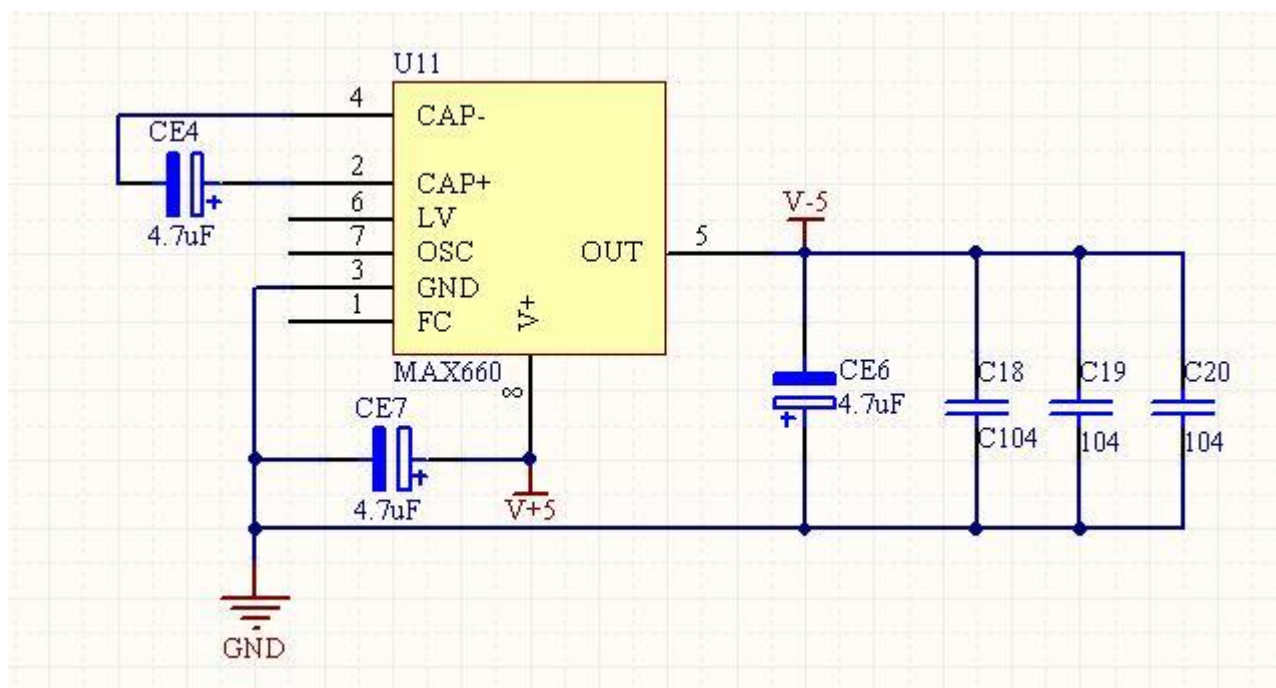 U11
4
CAP-
CE4
2
CAP+
+
4.7uF
6
LV
7
OSC
OUT
5
V-5
3
GND
1
FC
V+
MAX660
8
CE7
+
4.7uF
V+5
CE6
+
4.7uF
C18
C104
C19
104
C20
104
GND